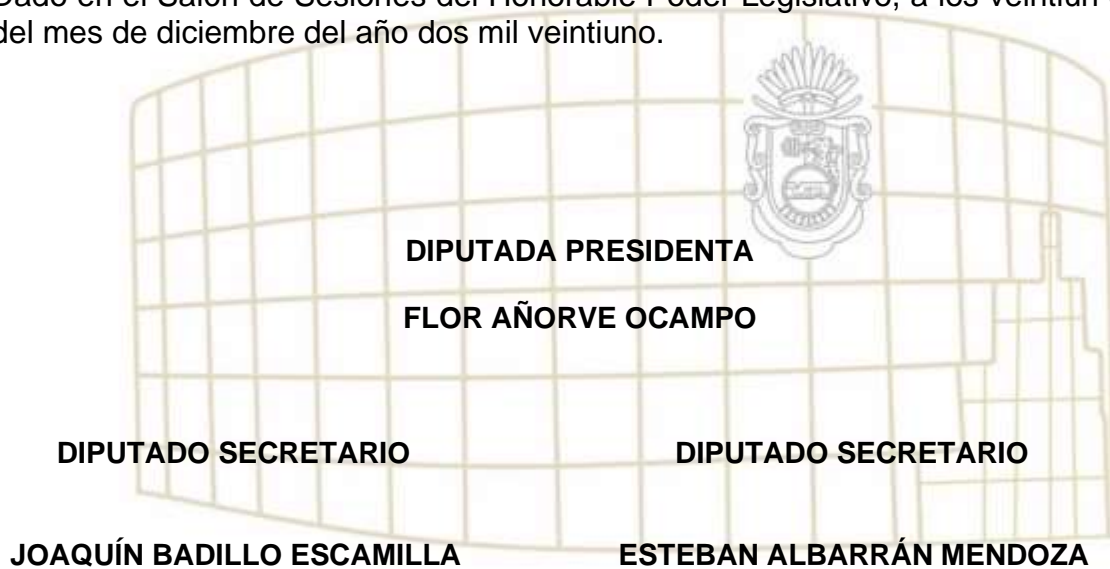 Dado en el Salón de Sesiones del Honorable Poder Legislativo, a los veintiún
del mes de diciembre del año dos mil veintiuno.
DIPUTADA PRESIDENTA
FLOR AÑORVE OCAMPO
DIPUTADO SECRETARIO DIPUTADO SECRETARIO
JOAQUÍN BADILLO ESCAMILLA ESTEBAN ALBARRÁN MENDOZA